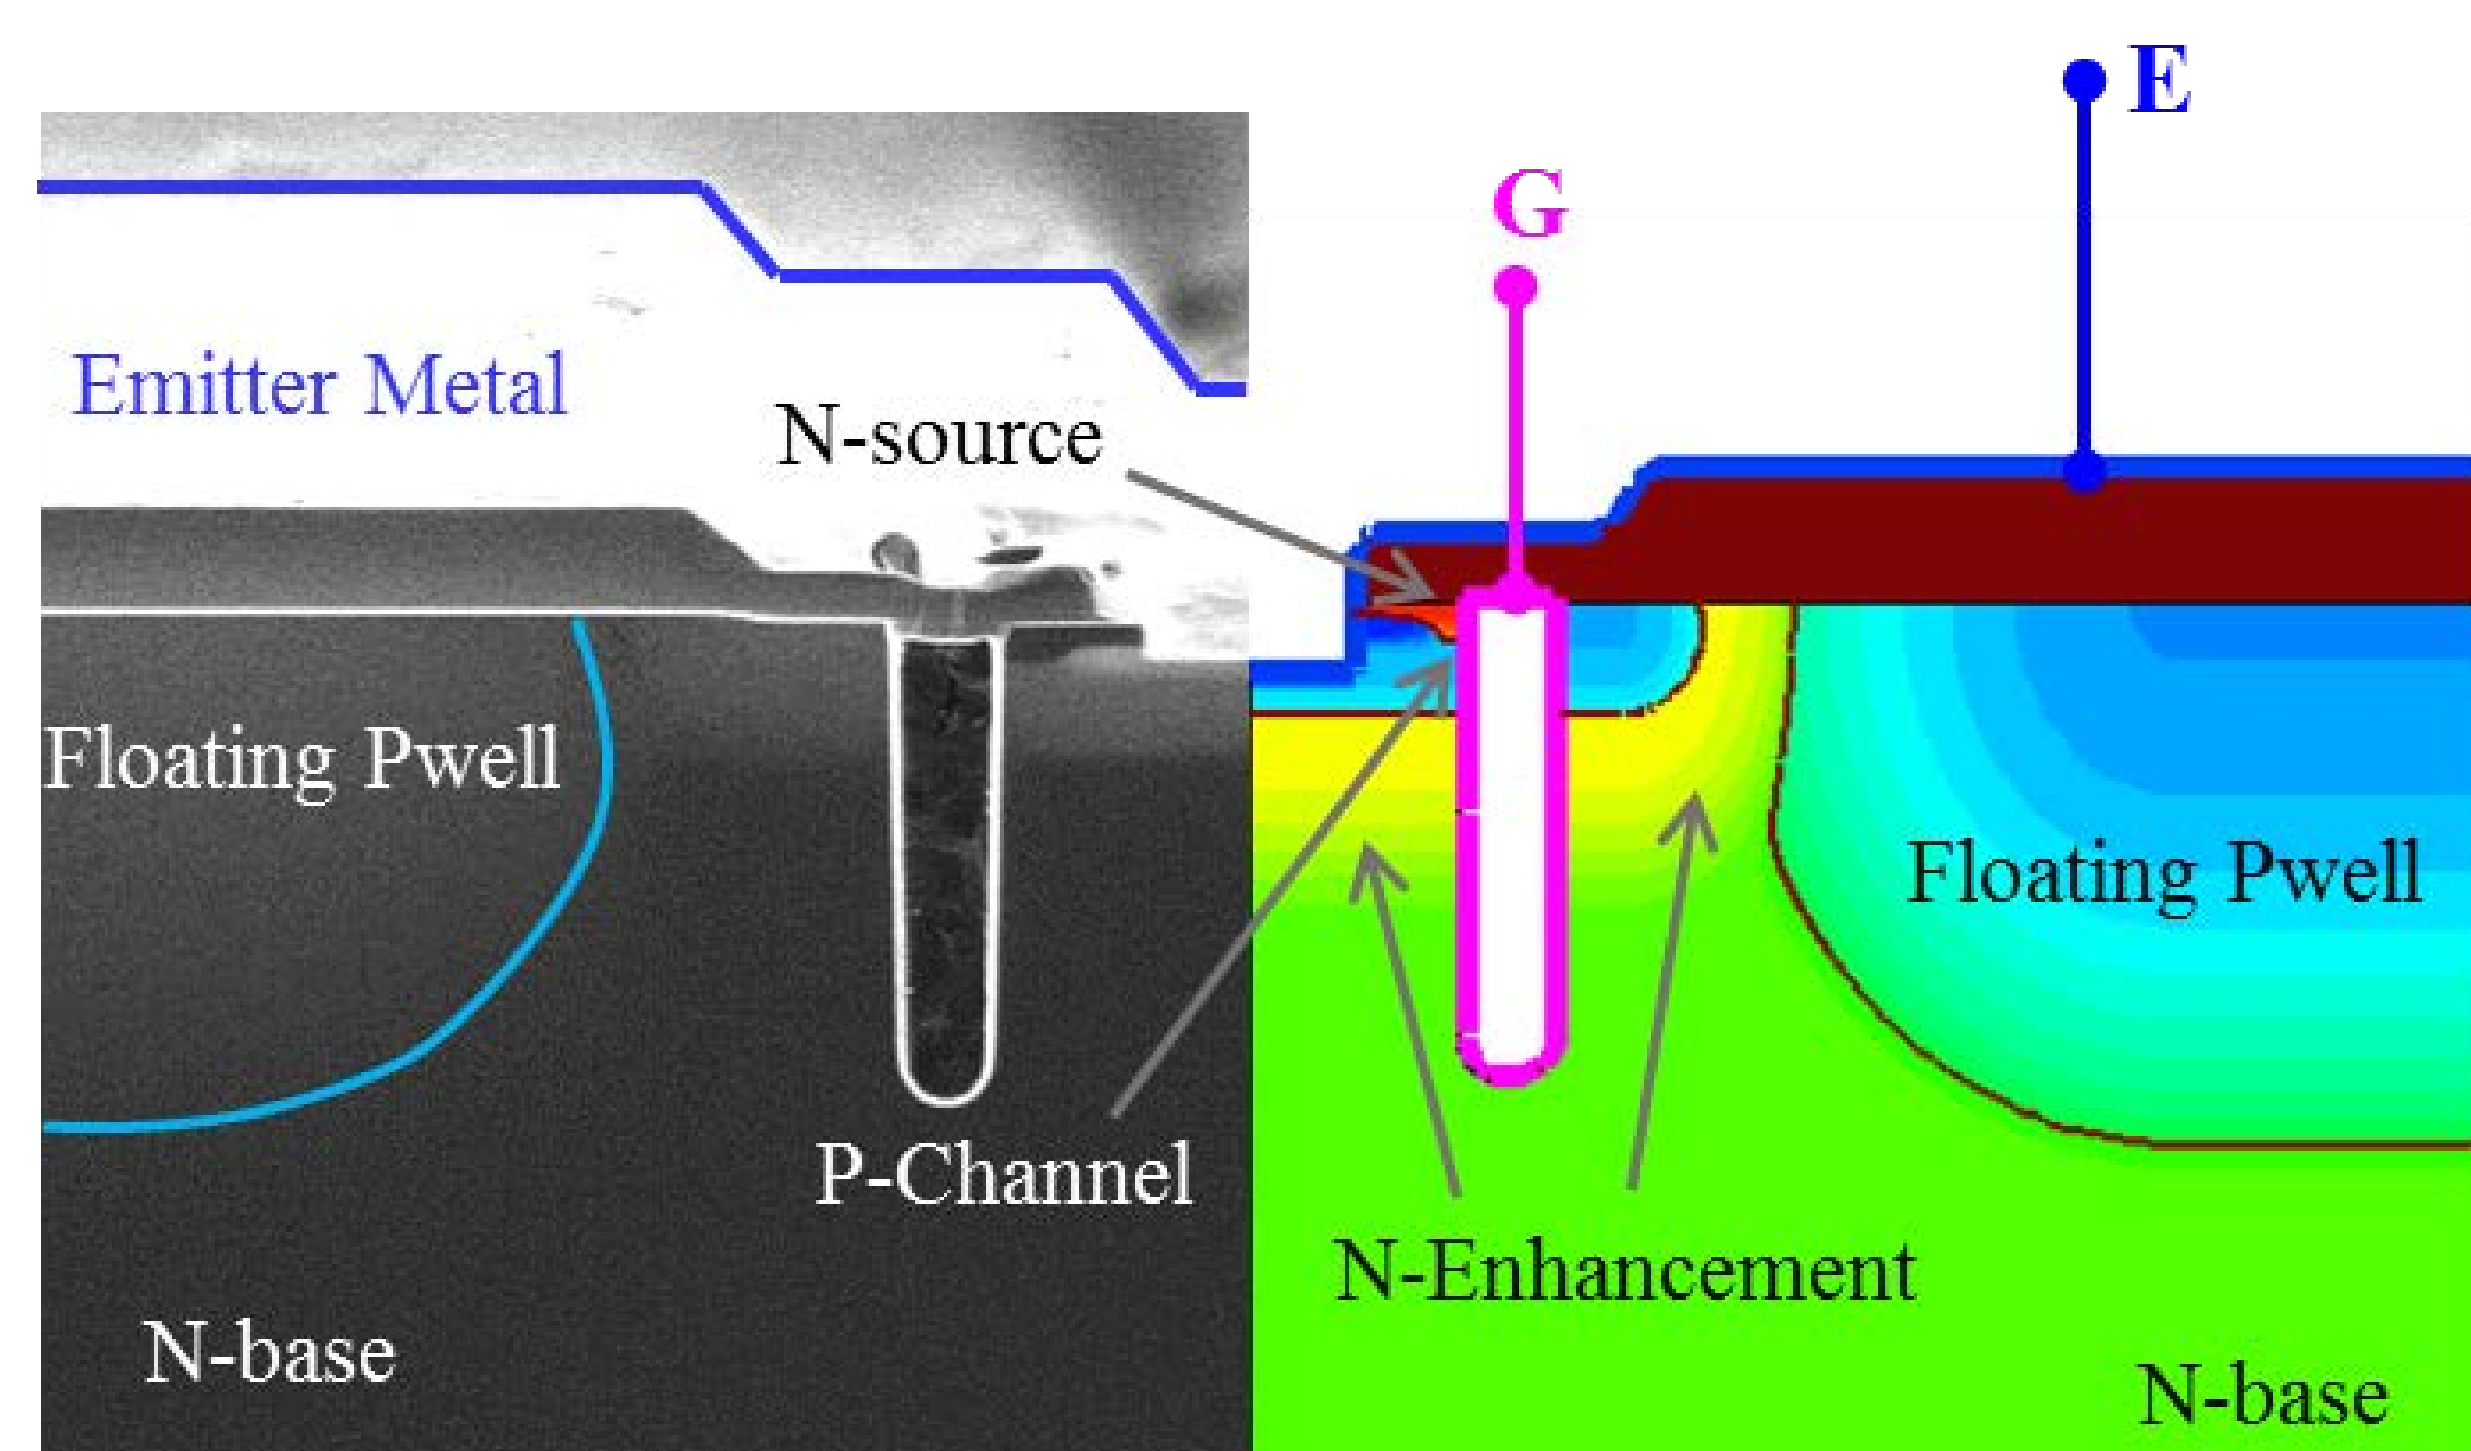 E
G
Emitter Metal
N-source
Floating Pwell
Floating Pwell
P-Channel
N-Enhancement
N-base
N-base